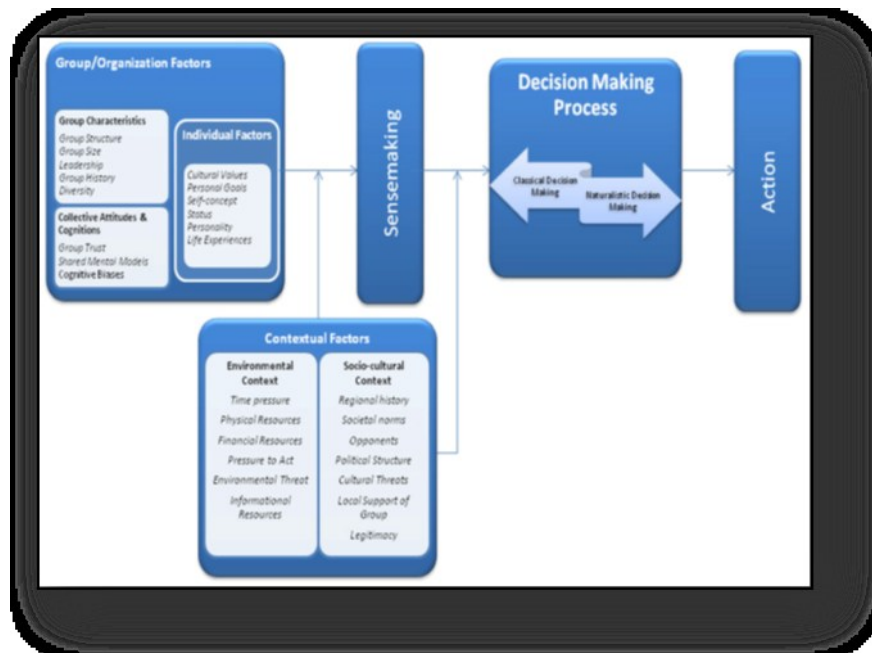 Group/Organization Factors
Group Characteristics
Group Structure
Group Size
Leadership
Group History
Diversity
Collective Attitudes &
Cognitions
Group Trust
Shared Mental Models
Cognitive Biases
Individual Factors
Cultural Values
Personal Goals
Self-concept
Status
Personality
Life Experiences
Sensemaking
Decision Making
Process
Classical Decision
Making
Naturalistic Decision
Making
Action
Contextual Factors
Environmental
Context
Time pressure
Physical Resources
Financial Resources
Pressure to Act
Environmental Threat
Informational
Resources
Socio-cultural
Context
Regional history
Societal norms
Opponents
Political Structure
Cultural Threats
Local Support of
Group
Legitimacy